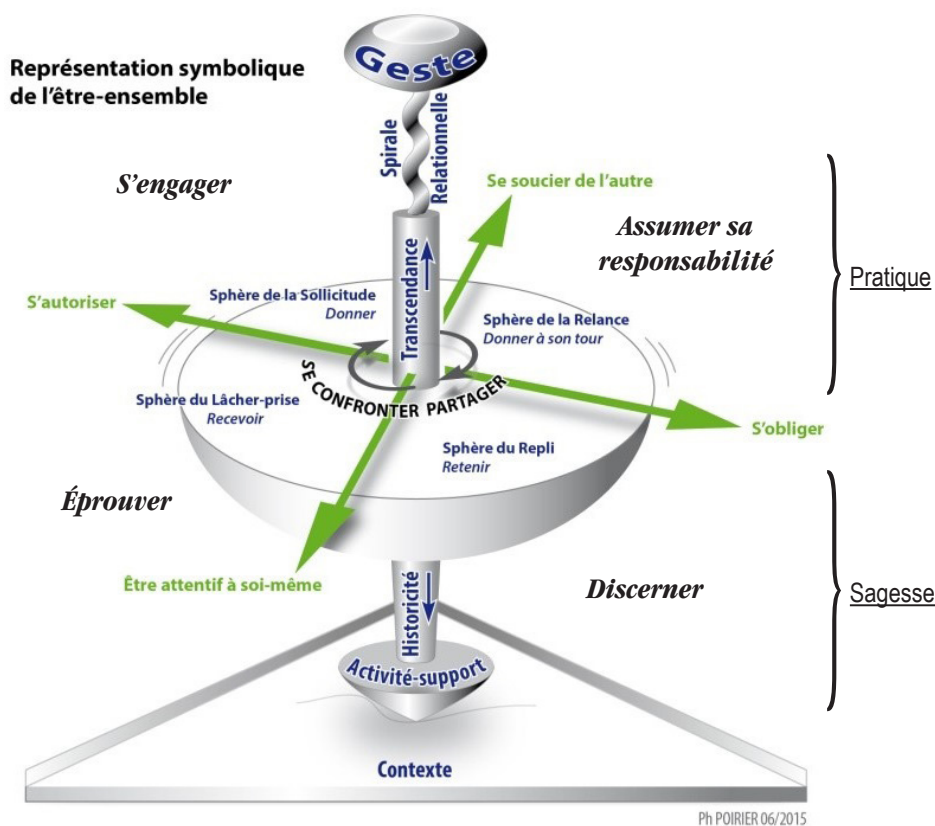 Représentation symbolique
de l'être-ensemble
Geste
Spirale
Relationnelle
S'engager
Se soucier de l'autre
Assumer sa
responsabilité
Pratique
Transcendance
S'autoriser
Sphère de la Sollicitude
Donner
Sphère de la Relance
Donner à son tour
SE CONFRONTER PARTAGER
Sphère du Lâcher-prise
Recevoir
S'obliger
Sphère du Repli
Retenir
Éprouver
Être attentif à soi-même
Historicité
Discerner
Sagesse
Activité-support
Contexte
Ph POIRIER 06/2015